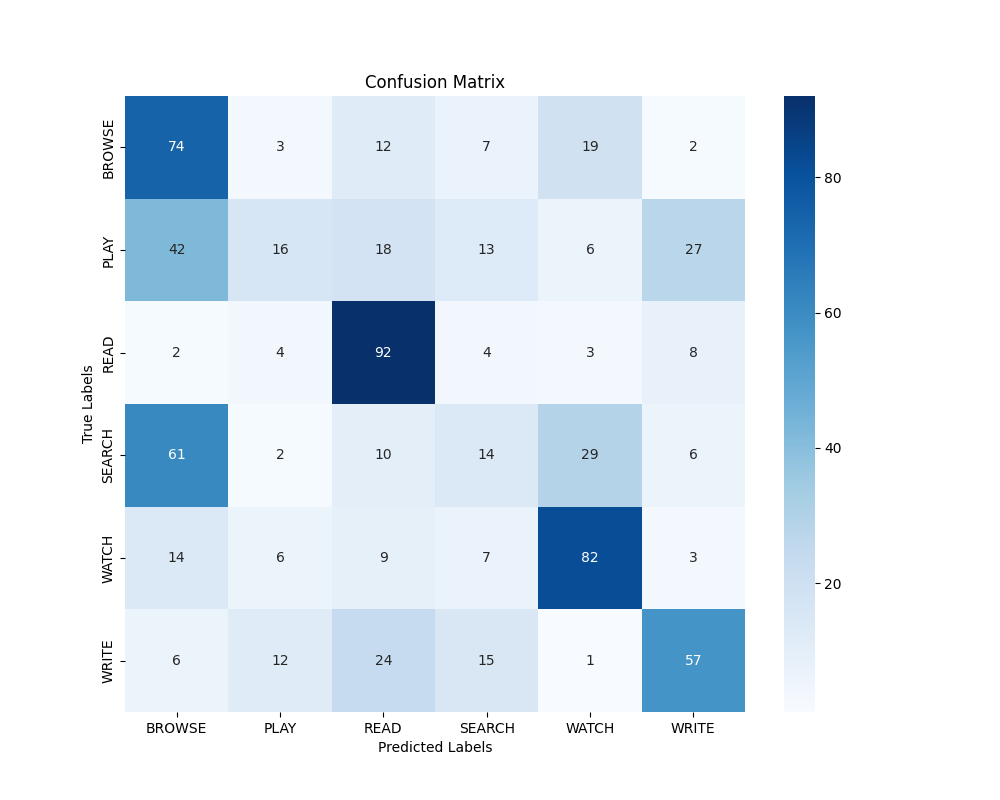 Confusion Matrix
BROWSE 74 3 12 7 19 2
PLAY 42 16 18 13 6 27
READ 2 4 92 4 3 8
SEARCH 61 2 10 14 29 6
WATCH 14 6 9 7 82 3
WRITE 6 12 24 15 1 57
True Labels
BROWSE PLAY READ SEARCH WATCH WRITE
Predicted Labels
80
60
40
20